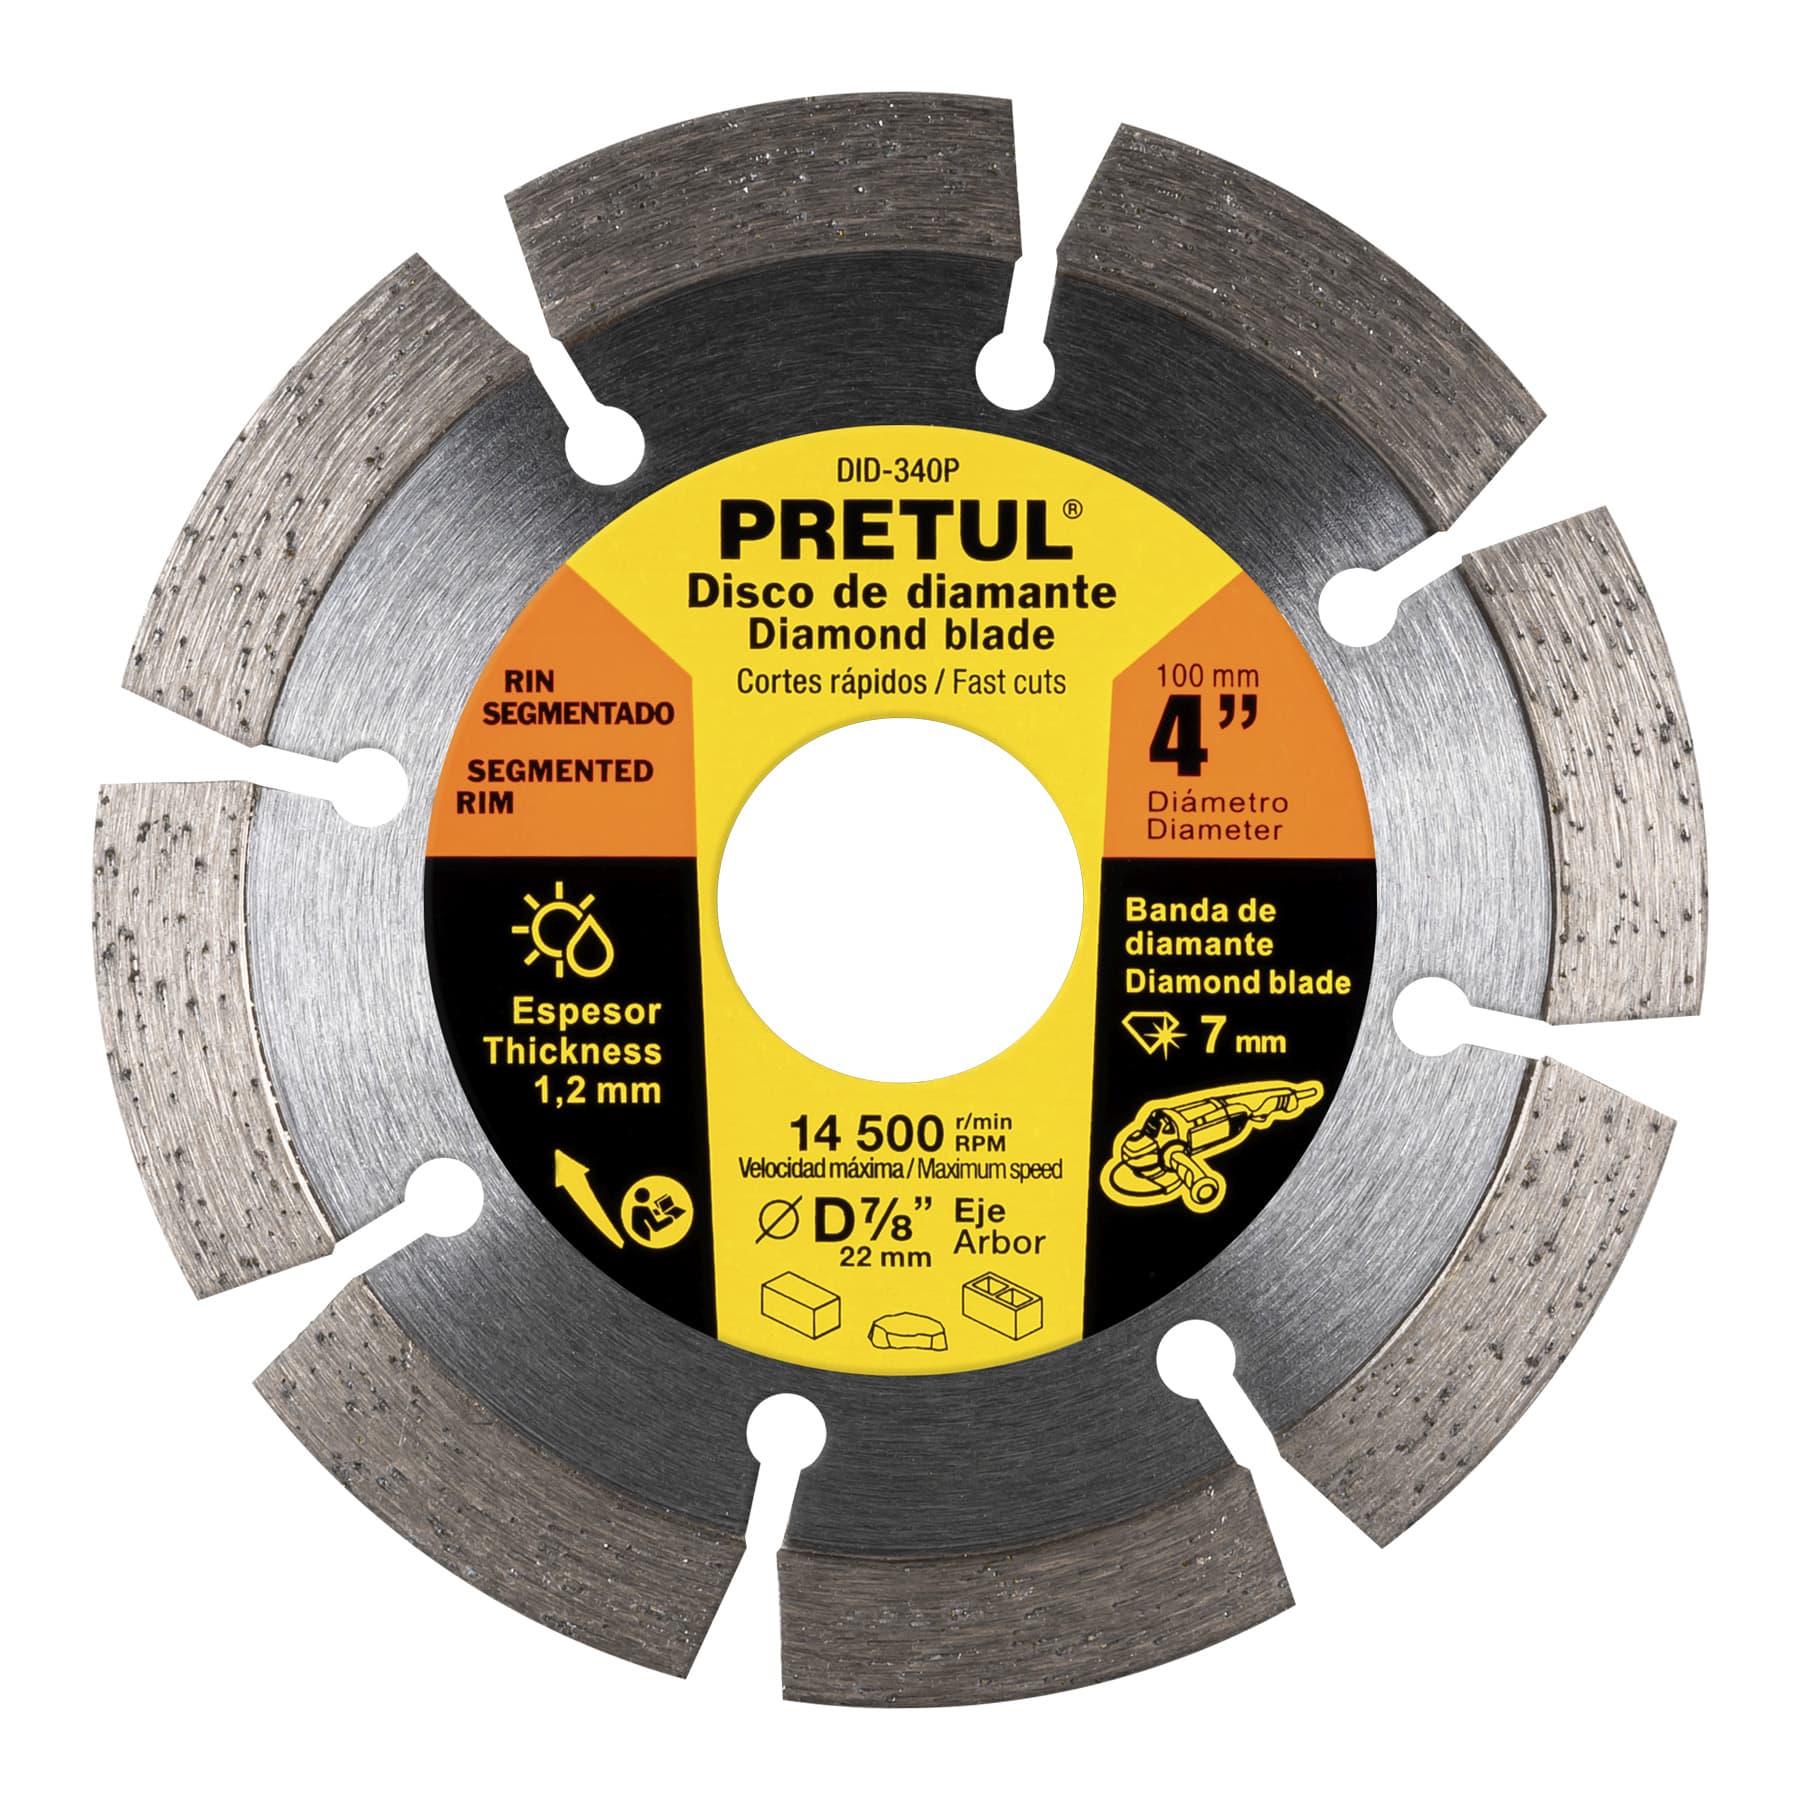 DID-340P
PRETUL®
Disco de diamante
Diamond blade
Cortes rápidos / Fast cuts
RIN
SEGMENTADO
SEGMENTED
RIM
100 mm
4”
Diámetro
Diameter
Espesor
Thickness
1,2 mm
Banda de
diamante
Diamond blade
7 mm
14 500 r/min
RPM
Velocidad máxima / Maximum speed
D 7/8” Eje
22 mm Arbor